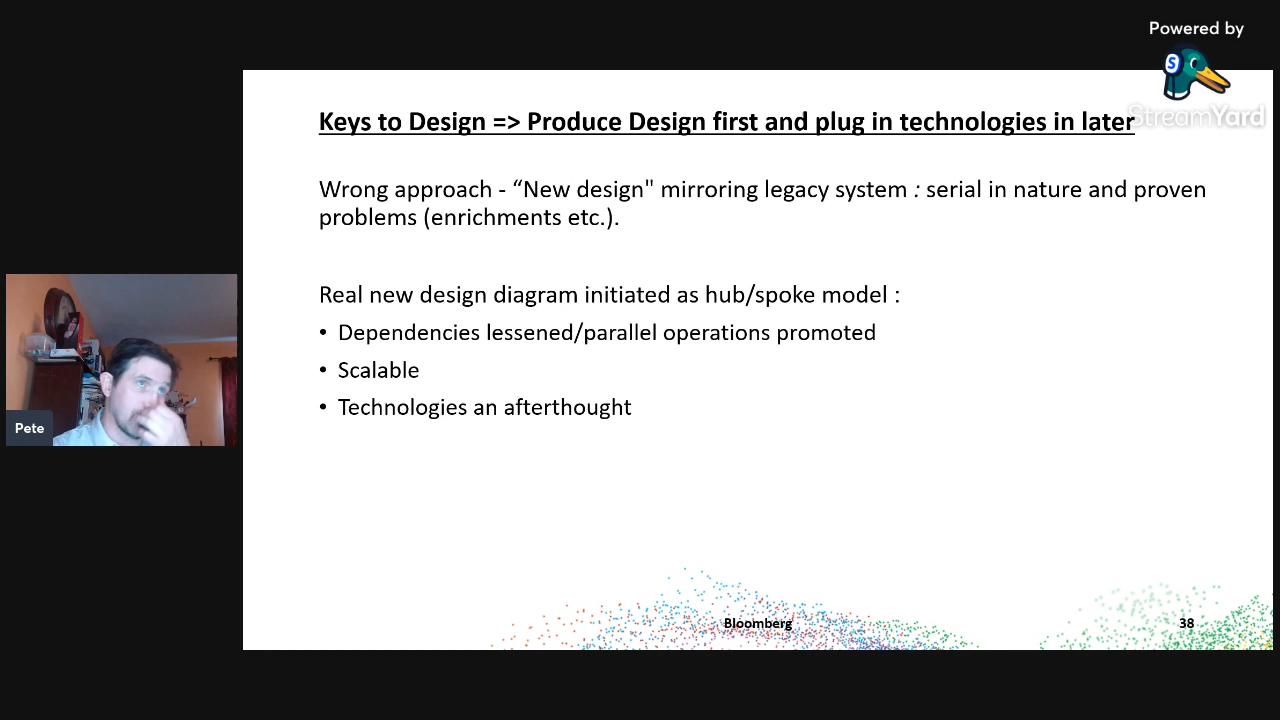 Powered by
S
StreamYard
Keys to Design => Produce Design first and plug in technologies in later
Wrong approach - “New design" mirroring legacy system : serial in nature and proven
problems (enrichments etc.).
Real new design diagram initiated as hub/spoke model :
• Dependencies lessened/parallel operations promoted
• Scalable
• Technologies an afterthought
Pete
Bloomberg
38